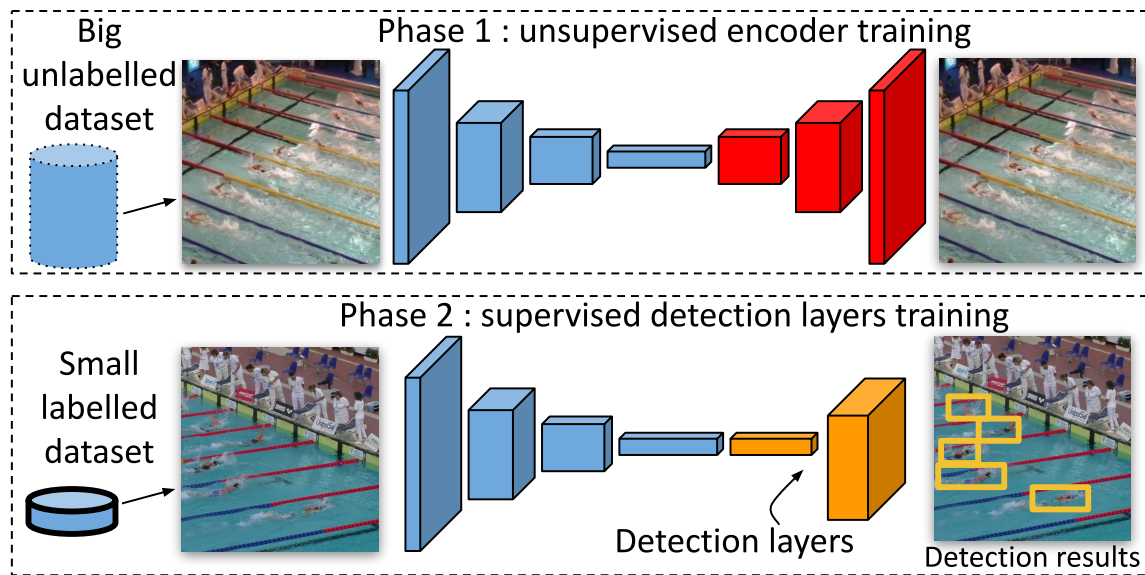 Big
unlabelled
dataset
Phase 1 : unsupervised encoder training
Phase 2 : supervised detection layers training
Small
labelled
dataset
Detection layers
Detection results